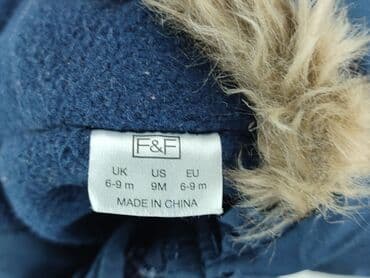 F&F
UK US EU
6-9 m 9M 6-9 m
MADE IN CHINA